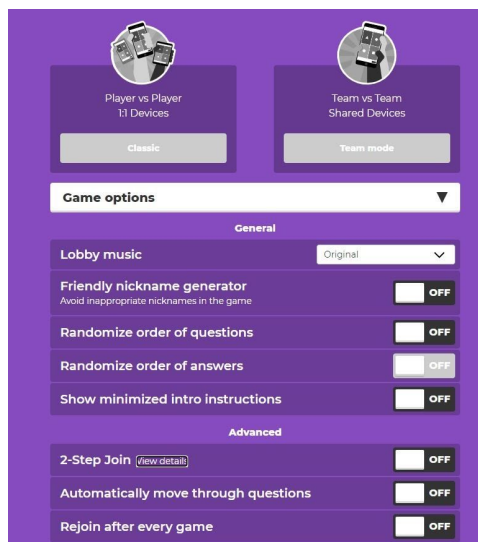 Player vs Player
1:1 Devices
Classic
Team vs Team
Shared Devices
Team mode
Game options
General
Lobby music
Original
Friendly nickname generator
Avoid inappropriate nicknames in the game
OFF
Randomize order of questions
OFF
Randomize order of answers
OFF
Show minimized intro instructions
OFF
Advanced
2-Step Join (View details)
OFF
Automatically move through questions
OFF
Rejoin after every game
OFF